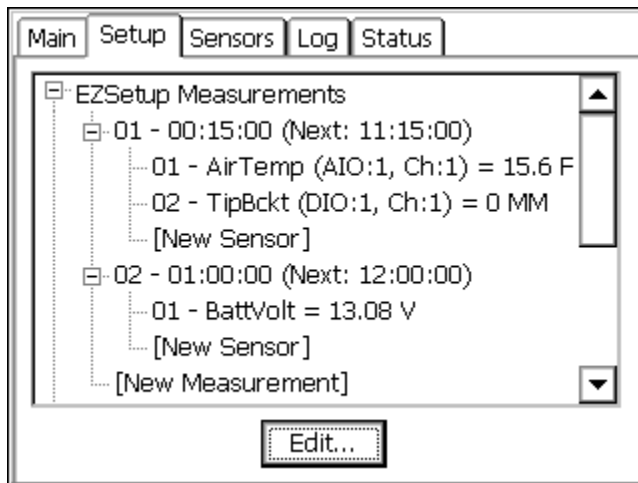 Main Setup Sensors Log Status
EZSetup Measurements
01 - 00:15:00 (Next: 11:15:00)
01 - AirTemp (AIO:1, Ch:1) = 15.6 F
02 - TipBckt (DIO:1, Ch:1) = 0 MM
[New Sensor]
02 - 01:00:00 (Next: 12:00:00)
01 - BattVolt = 13.08 V
[New Sensor]
[New Measurement]
Edit...